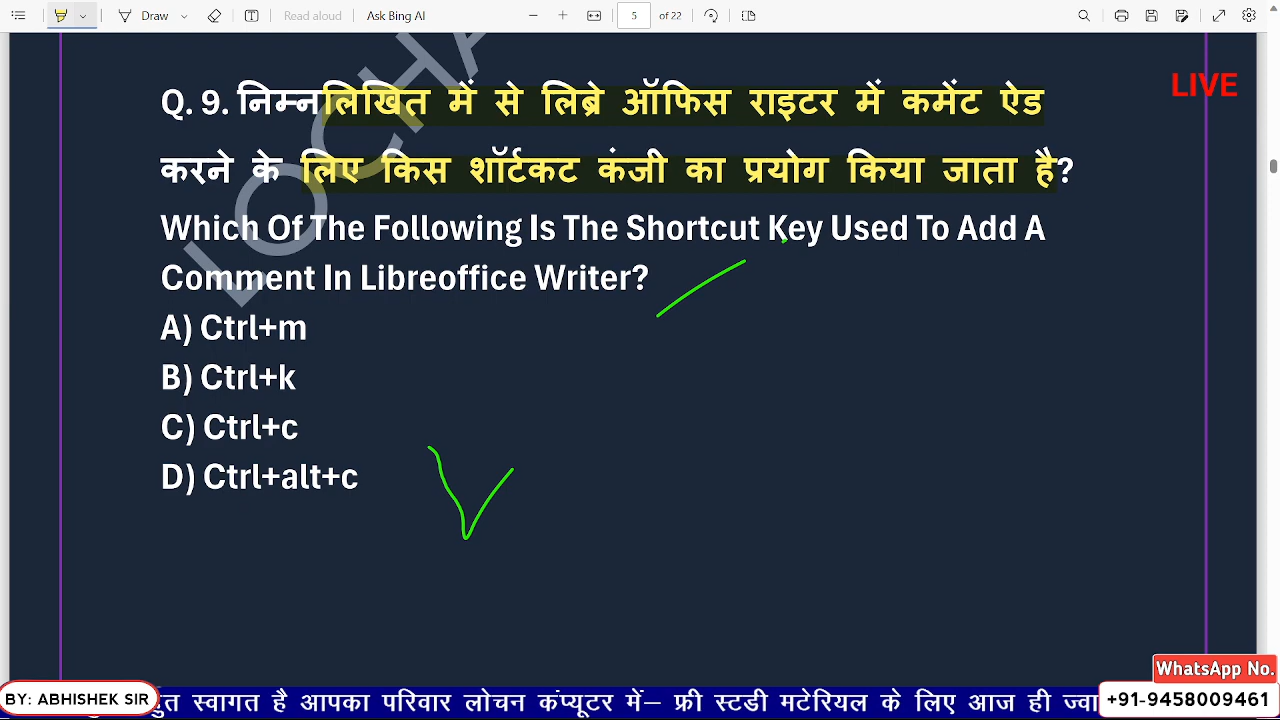 Draw
Read aloud
Ask Bing AI
5
of 22
LIVE
LOCHA
Q. 9. निम्नलिखित में से लिब्रे ऑफिस राइटर में कमेंट ऐड
करने के लिए किस शॉर्टकट कंजी का प्रयोग किया जाता है?
Which Of The Following Is The Shortcut Key Used To Add A
Comment In Libreoffice Writer?
A) Ctrl+m
B) Ctrl+k
C) Ctrl+c
D) Ctrl+alt+c
WhatsApp No.
BY: ABHISHEK SIR
स्वागत है आपका परिवार लोचन कंप्यूटर में– फ्री स्टडी मटेरियल के लिए आज ही
+91-9458009461